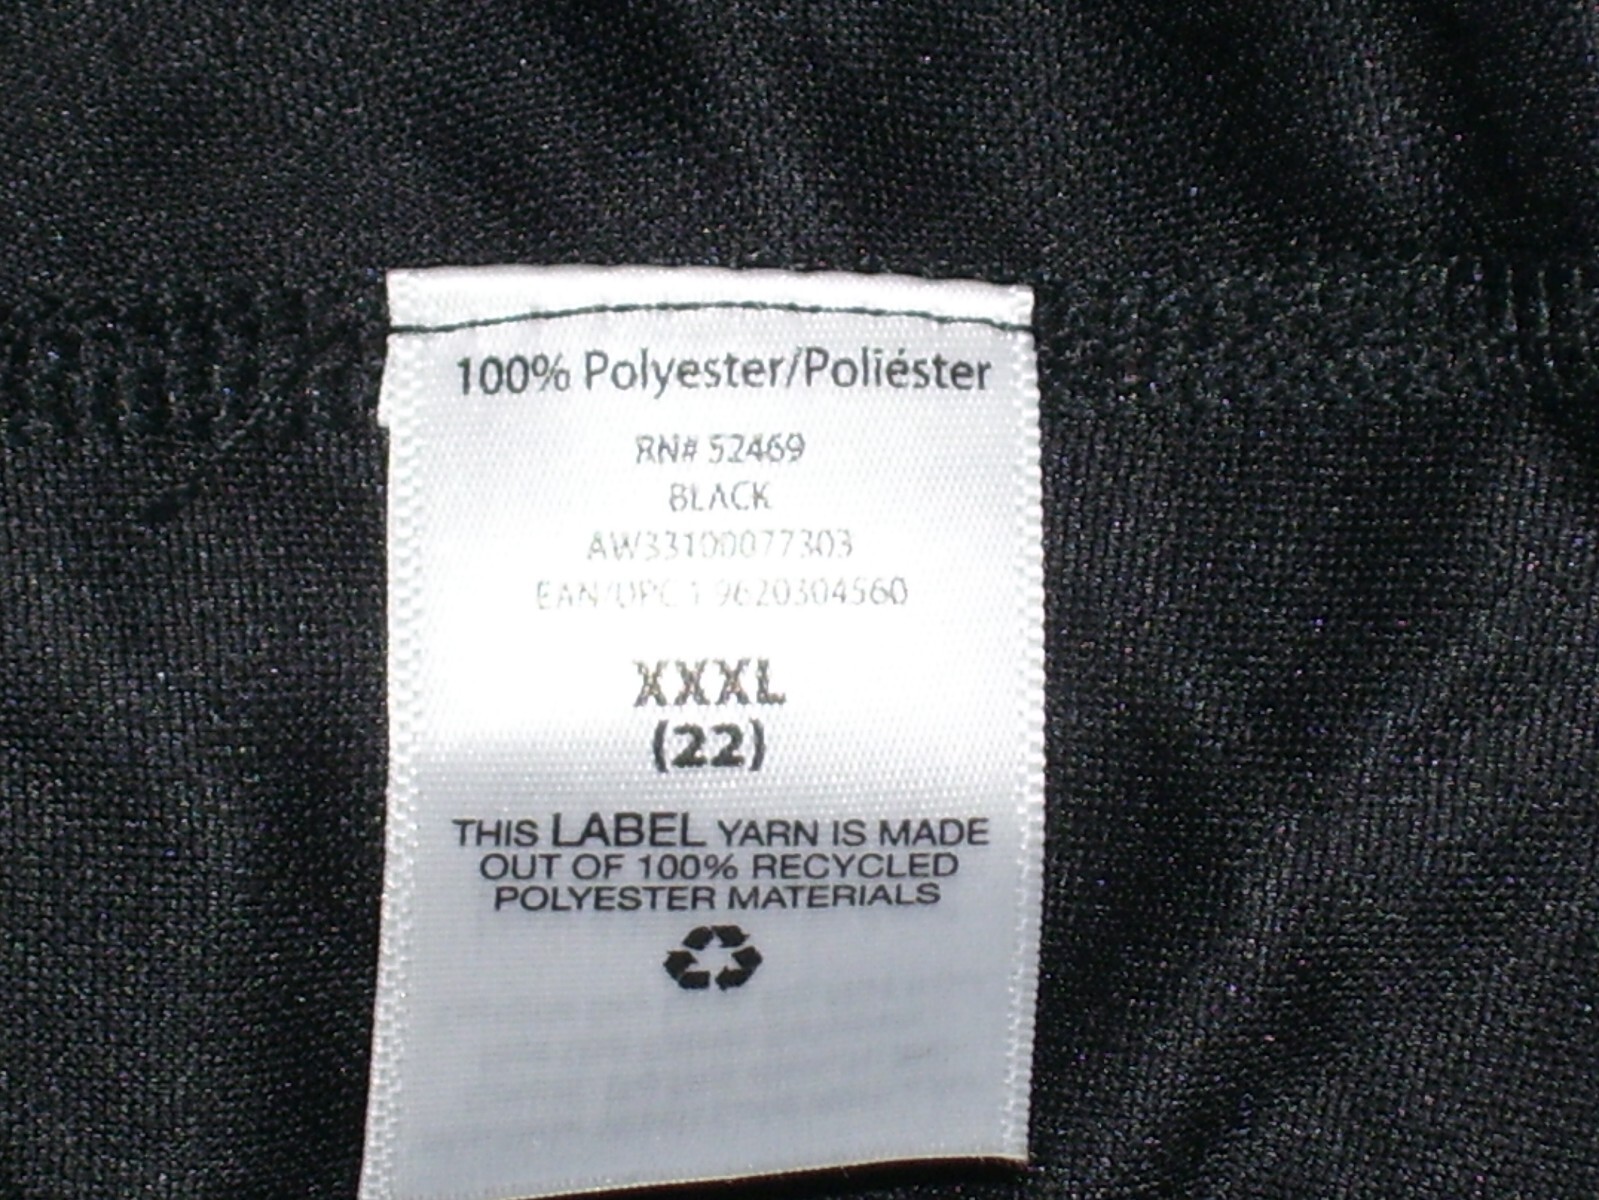 100% Polyester/Poliéster
RN# 52469
BLACK
AW33100077303
EAN/UPC 1 9620304560
XXXL
(22)
THIS LABEL YARN IS MADE
OUT OF 100% RECYCLED
POLYESTER MATERIALS